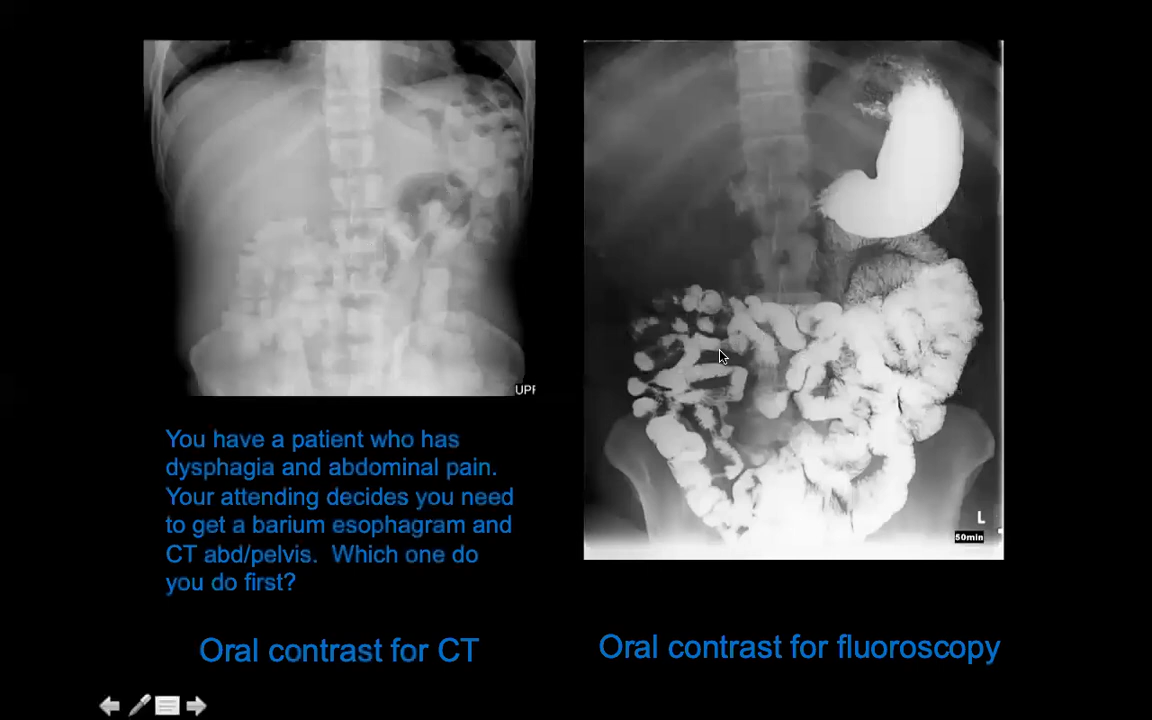 UPR
You have a patient who has
dysphagia and abdominal pain.
Your attending decides you need
to get a barium esophagram and
CT abd/pelvis. Which one do
you do first?
L
50min
Oral contrast for CT
Oral contrast for fluoroscopy